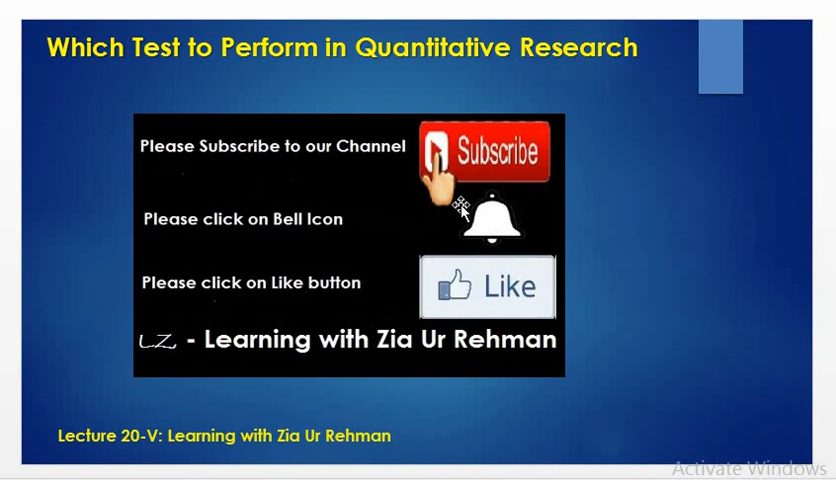 Which Test to Perform in Quantitative Research
Please Subscribe to our Channel
Subscribe
Please click on Bell Icon
Please click on Like button
Like
LZ - Learning with Zia Ur Rehman
Lecture 20-V: Learning with Zia Ur Rehman
Activate Windows